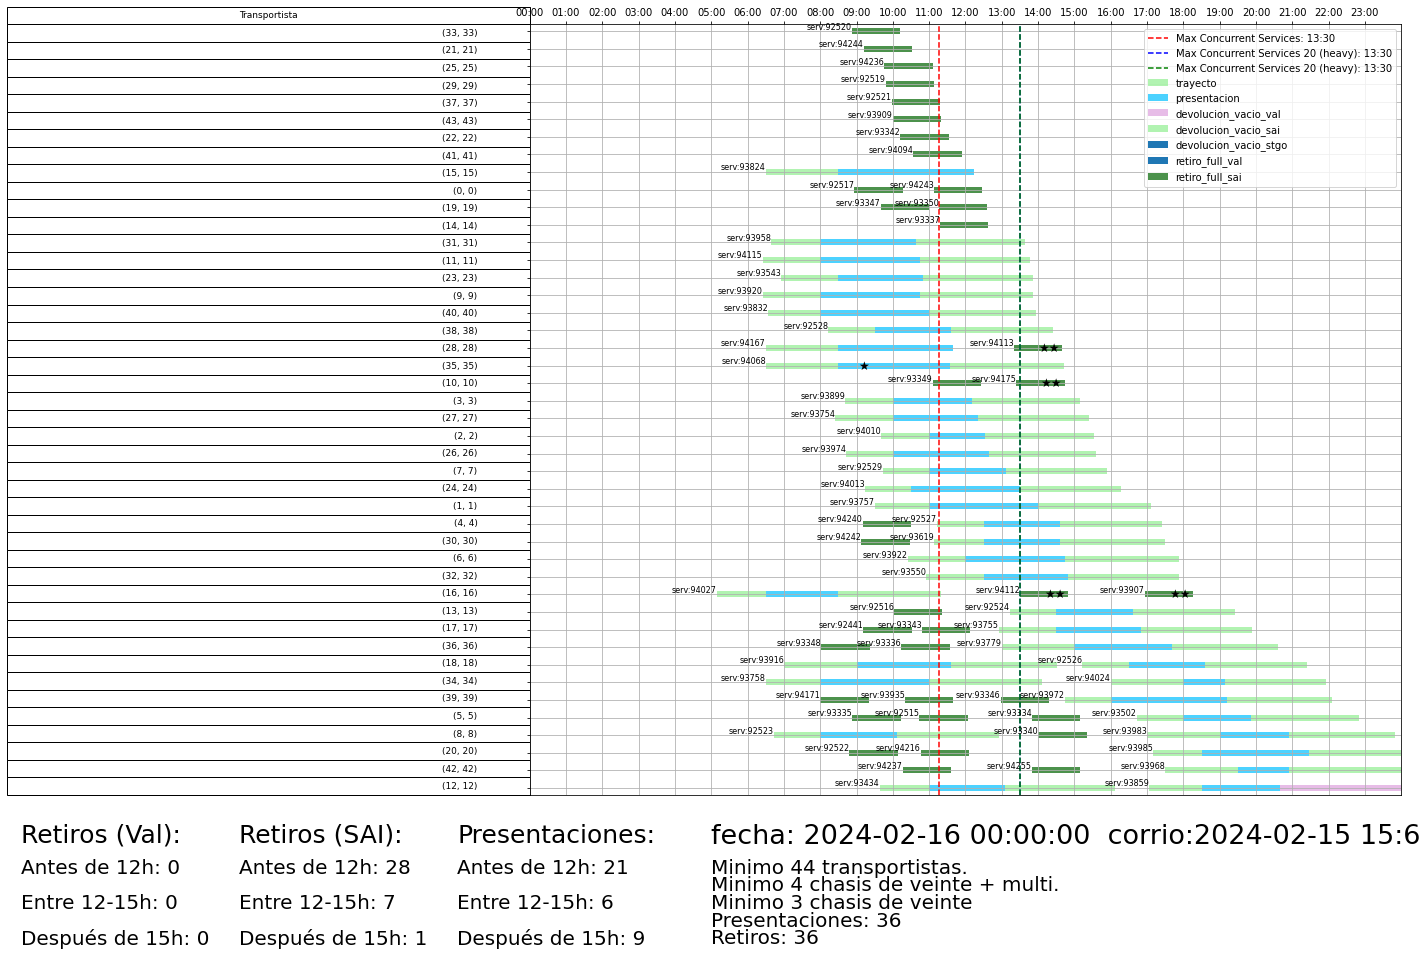 Transportista
00:00 01:00 02:00 03:00 04:00 05:00 06:00 07:00 08:00 09:00 10:00 11:00 12:00 13:00 14:00 15:00 16:00 17:00 18:00 19:00 20:00 21:00 22:00 23:00
Max Concurrent Services: 13:30
Max Concurrent Services 20 (heavy): 13:30
Max Concurrent Services 20 (heavy): 13:30
trayecto
presentacion
devolucion_vacio_val
devolucion_vacio_sai
devolucion_vacio_stgo
retiro_full_val
retiro_full_sai
(33, 33) serv:92520
(21, 21) serv:94244
(25, 25) serv:94236
(29, 29) serv:92519
(37, 37) serv:92521
(43, 43) serv:93909
(22, 22) serv:93342
(41, 41) serv:94094
(15, 15) serv:93824
(0, 0) serv:92517 serv:94243
(19, 19) serv:93347 serv:93350
(14, 14) serv:93337
(31, 31) serv:93958
(11, 11) serv:94115
(23, 23) serv:93543
(9, 9) serv:93920
(40, 40) serv:93832
(38, 38) serv:92528
(28, 28) serv:94167 serv:94113
(35, 35) serv:94068
(10, 10) serv:93349 serv:94175
(3, 3) serv:93899
(27, 27) serv:93754
(2, 2) serv:94010
(26, 26) serv:93974
(7, 7) serv:92529
(24, 24) serv:94013
(1, 1) serv:93757
(4, 4) serv:94240 serv:92527
(30, 30) serv:94242 serv:93619
(6, 6) serv:93922
(32, 32) serv:93550
(16, 16) serv:94027 serv:94112 serv:93907
(13, 13) serv:92516 serv:92524
(17, 17) serv:92441 serv:93343 serv:93755
(36, 36) serv:93348 serv:93336 serv:93779
(18, 18) serv:93916 serv:92526
(34, 34) serv:93758 serv:94024
(39, 39) serv:94171 serv:93935 serv:93346 serv:93972
(5, 5) serv:93335 serv:92515 serv:93334 serv:93502
(8, 8) serv:92523 serv:93340 serv:93983
(20, 20) serv:92522 serv:94216 serv:93985
(42, 42) serv:94237 serv:94255 serv:93968
(12, 12) serv:93434 serv:93859
Retiros (Val):
Antes de 12h: 0
Entre 12-15h: 0
Después de 15h: 0
Retiros (SAI):
Antes de 12h: 28
Entre 12-15h: 7
Después de 15h: 1
Presentaciones:
Antes de 12h: 21
Entre 12-15h: 6
Después de 15h: 9
fecha: 2024-02-16 00:00:00 corrio:2024-02-15 15:6
Minimo 44 transportistas.
Minimo 4 chasis de veinte + multi.
Minimo 3 chasis de veinte
Presentaciones: 36
Retiros: 36